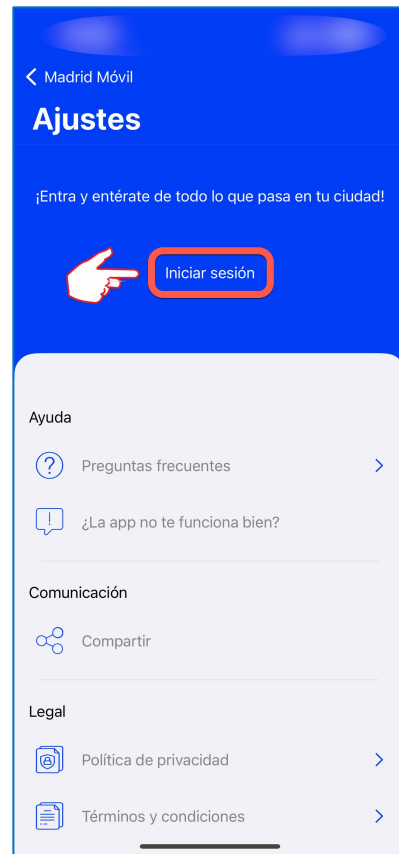 Madrid Móvil
Ajustes
¡Entra y entérate de todo lo que pasa en tu ciudad!
Iniciar sesión
Ayuda
Preguntas frecuentes
¿La app no te funciona bien?
Comunicación
Compartir
Legal
Política de privacidad
Términos y condiciones